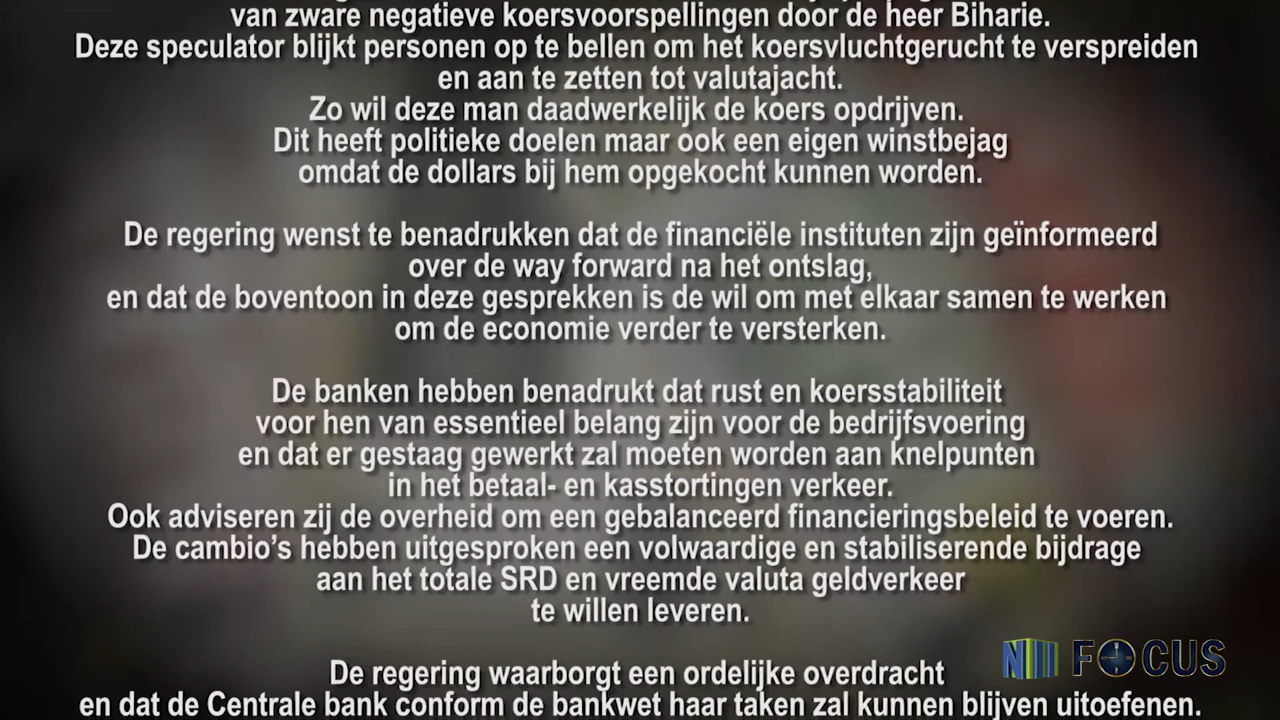 van zware negatieve koersvoorspellingen door de heer Biharie.
Deze speculator blijkt personen op te bellen om het koersvluchtgerucht te verspreiden
en aan te zetten tot valutajacht.
Zo wil deze man daadwerkelijk de koers opdrijven.
Dit heeft politieke doelen maar ook een eigen winstbejag
omdat de dollars bij hem opgekocht kunnen worden.
De regering wenst te benadrukken dat de financiële instituten zijn geïnformeerd
over de way forward na het ontslag,
en dat de boventoon in deze gesprekken is de wil om met elkaar samen te werken
om de economie verder te versterken.
De banken hebben benadrukt dat rust en koersstabiliteit
voor hen van essentieel belang zijn voor de bedrijfsvoering
en dat er gestaag gewerkt zal moeten worden aan knelpunten
in het betaal- en kasstortingen verkeer.
Ook adviseren zij de overheid om een gebalanceerd financieringsbeleid te voeren.
De cambio’s hebben uitgesproken een volwaardige en stabiliserende bijdrage
aan het totale SRD en vreemde valuta geldverkeer
te willen leveren.
De regering waarborgt een ordelijke overdracht
en dat de Centrale bank conform de bankwet haar taken zal kunnen blijven uitoefenen.
FOCUS